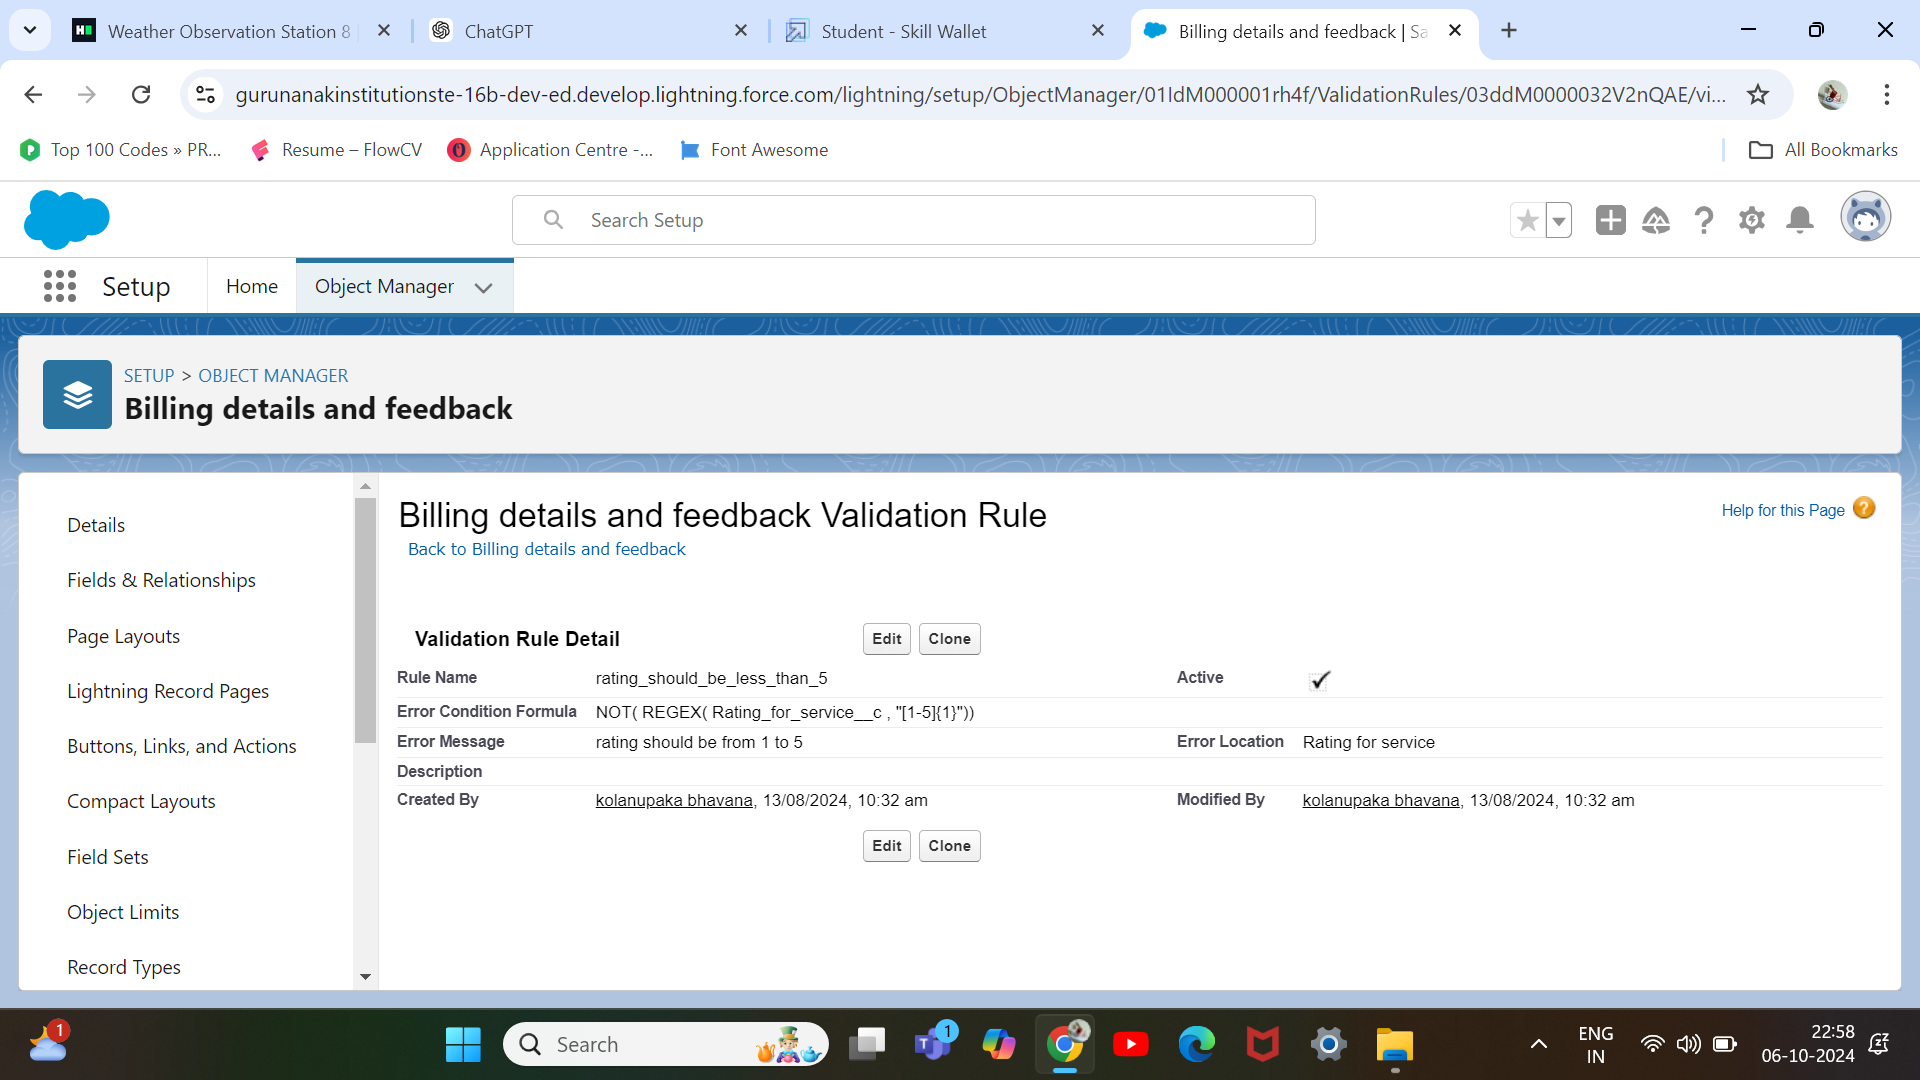 Weather Observation Station 8
ChatGPT
Student - Skill Wallet
Billing details and feedback | Sa
gurunanakinstitutionste-16b-dev-ed.develop.lightning.force.com/lightning/setup/ObjectManager/01IdM000001rh4f/ValidationRules/03ddM0000032V2nQAE/vi...
Top 100 Codes » PR...
Resume – FlowCV
Application Centre -...
Font Awesome
All Bookmarks
Search Setup
Setup
Home
Object Manager
SETUP > OBJECT MANAGER
Billing details and feedback
Details
Fields & Relationships
Page Layouts
Lightning Record Pages
Buttons, Links, and Actions
Compact Layouts
Field Sets
Object Limits
Record Types
Billing details and feedback Validation Rule
Help for this Page ?
Back to Billing details and feedback
Validation Rule Detail
Edit
Clone
Rule Name rating_should_be_less_than_5
Active
Error Condition Formula NOT( REGEX( Rating_for_service__c , "[1-5]{1}"))
Error Message rating should be from 1 to 5
Error Location Rating for service
Description
Created By kolanupaka bhavana, 13/08/2024, 10:32 am
Modified By kolanupaka bhavana, 13/08/2024, 10:32 am
Edit
Clone
1
Search
1
ENG
IN
22:58
06-10-2024